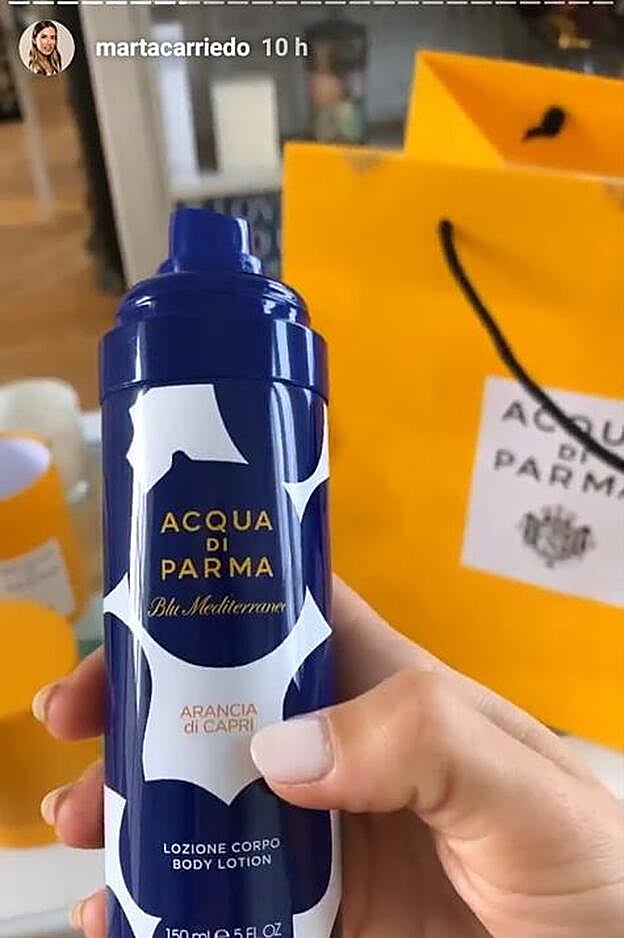 martacarriedo 10 h
ACQUA
DI
PARMA
ACQUA
DI
PARMA
Blu Mediterraneo
ARANCIA
di CAPRI
LOZIONE CORPO
BODY LOTION
150 ml e 5 FL OZ